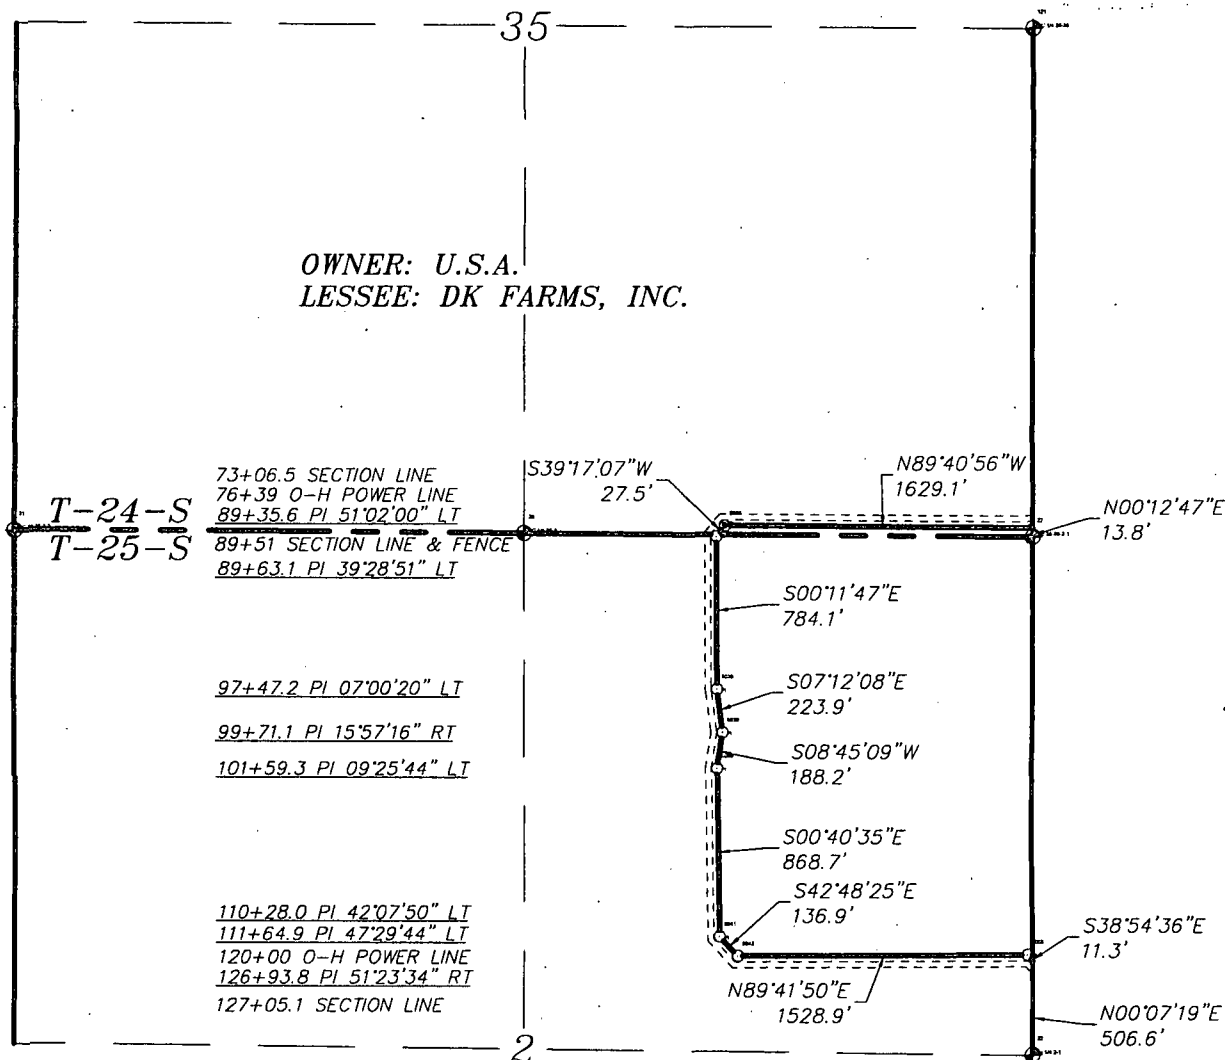 35
OWNER: U.S.A.
LESSEE: DK FARMS, INC.
T-24-S
T-25-S
73+06.5 SECTION LINE
76+39 O-H POWER LINE
89+35.6 PI 51°02'00" LT
89+51 SECTION LINE & FENCE
89+63.1 PI 39°28'51" LT
S39°17'07"W
27.5'
N89°40'56"W
1629.1'
N00°12'47"E
13.8'
S00°11'47"E
784.1'
97+47.2 PI 07°00'20" LT
S07°12'08"E
223.9'
99+71.1 PI 15°57'16" RT
S08°45'09"W
188.2'
101+59.3 PI 09°25'44" LT
S00°40'35"E
868.7'
S42°48'25"E
136.9'
110+28.0 PI 42°07'50" LT
111+64.9 PI 47°29'44" LT
120+00 O-H POWER LINE
126+93.8 PI 51°23'34" RT
127+05.1 SECTION LINE
S38°54'36"E
11.3'
N89°41'50"E
1528.9'
N00°07'19"E
506.6'
2